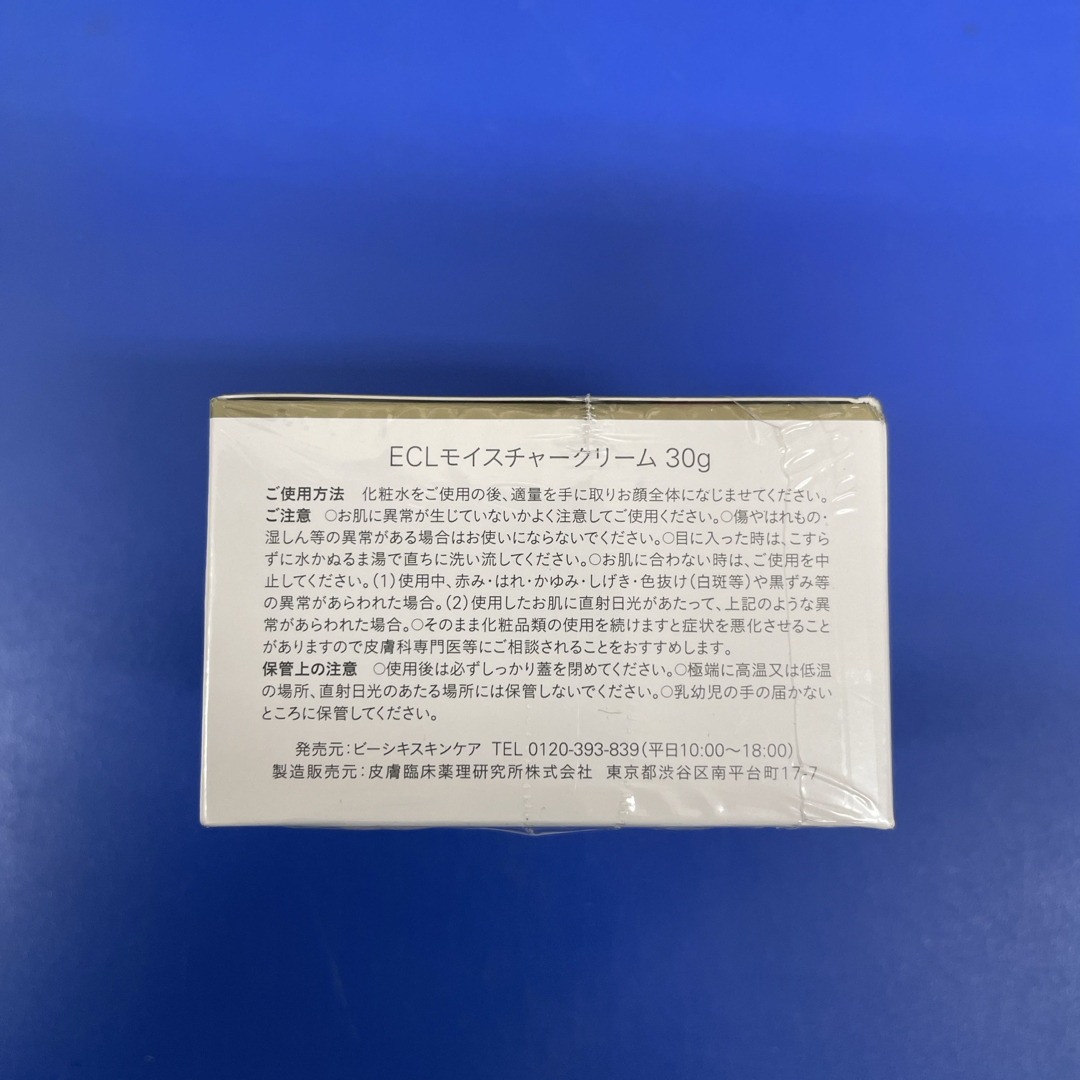 ECLモイスチャークリーム 30g
ご使用方法　化粧水をご使用の後、適量を手に取りお顔全体になじませてください。
ご注意　○お肌に異常が生じていないかよく注意してご使用ください。○傷やはれもの・
湿しん等の異常がある場合はお使いにならないでください。○目に入った時は、こすら
ずに水かぬるま湯で直ちに洗い流してください。○お肌に合わない時は、ご使用を中
止してください。(1)使用中、赤み・はれ・かゆみ・しげき・色抜け(白斑等)や黒ずみ等
の異常があらわれた場合。(2)使用したお肌に直射日光があたって、上記のような異
常があらわれた場合。○そのまま化粧品類の使用を続けますと症状を悪化させること
がありますので皮膚科専門医等にご相談されることをおすすめします。
保管上の注意　○使用後は必ずしっかり蓋を閉めてください。○極端に高温又は低温
の場所、直射日光のあたる場所には保管しないでください。○乳幼児の手の届かない
ところに保管してください。
発売元：ビーシキスキンケア TEL 0120-393-839(平日10:00～18:00)
製造販売元：皮膚臨床薬理研究所株式会社　東京都渋谷区南平台町17-7